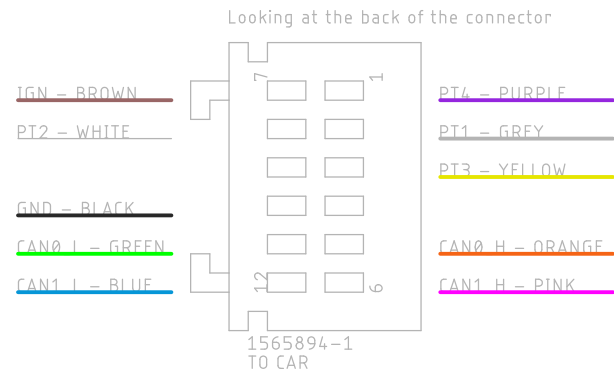 Looking at the back of the connector
7 1
IGN – BROWN
PT4 – PURPLE
PT2 – WHITE
PT1 – GREY
PT3 – YELLOW
GND – BLACK
CAN0 L – GREEN
CAN0 H – ORANGE
CAN1 L – BLUE
12 6
CAN1 H – PINK
1565894–1
TO CAR